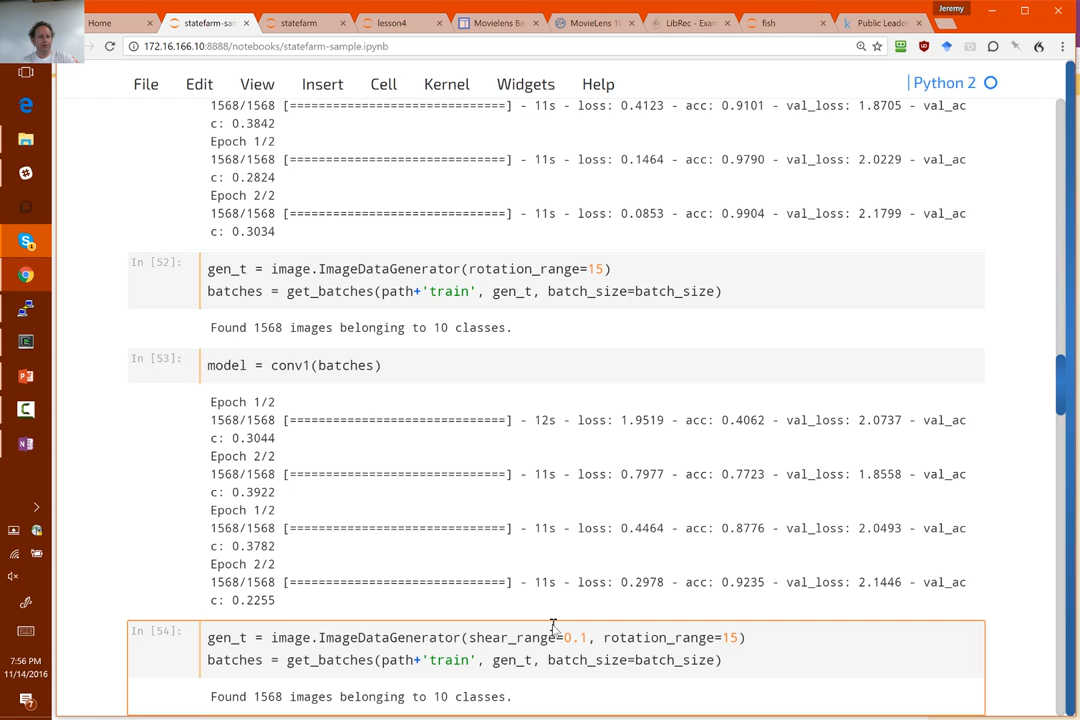 Jeremy
Home
statefarm-sam
statefarm
lesson4
Movielens Be
MovieLens 10
LibRec - Exam
fish
Public Leader
172.16.166.10:8888/notebooks/statefarm-sample.ipynb
File Edit View Insert Cell Kernel Widgets Help
Python 2
1568/1568 [==============================] - 11s - loss: 0.4123 - acc: 0.9101 - val_loss: 1.8705 - val_ac
c: 0.3842
Epoch 1/2
1568/1568 [==============================] - 11s - loss: 0.1464 - acc: 0.9790 - val_loss: 2.0229 - val_ac
c: 0.2824
Epoch 2/2
1568/1568 [==============================] - 11s - loss: 0.0853 - acc: 0.9904 - val_loss: 2.1799 - val_ac
c: 0.3034
In [52]:
gen_t = image.ImageDataGenerator(rotation_range=15)
batches = get_batches(path+'train', gen_t, batch_size=batch_size)
Found 1568 images belonging to 10 classes.
In [53]:
model = conv1(batches)
Epoch 1/2
1568/1568 [==============================] - 12s - loss: 1.9519 - acc: 0.4062 - val_loss: 2.0737 - val_ac
c: 0.3044
Epoch 2/2
1568/1568 [==============================] - 11s - loss: 0.7977 - acc: 0.7723 - val_loss: 1.8558 - val_ac
c: 0.3922
Epoch 1/2
1568/1568 [==============================] - 11s - loss: 0.4464 - acc: 0.8776 - val_loss: 2.0493 - val_ac
c: 0.3782
Epoch 2/2
1568/1568 [==============================] - 11s - loss: 0.2978 - acc: 0.9235 - val_loss: 2.1446 - val_ac
c: 0.2255
In [54]:
gen_t = image.ImageDataGenerator(shear_range=0.1, rotation_range=15)
batches = get_batches(path+'train', gen_t, batch_size=batch_size)
Found 1568 images belonging to 10 classes.
7:56 PM
11/14/2016